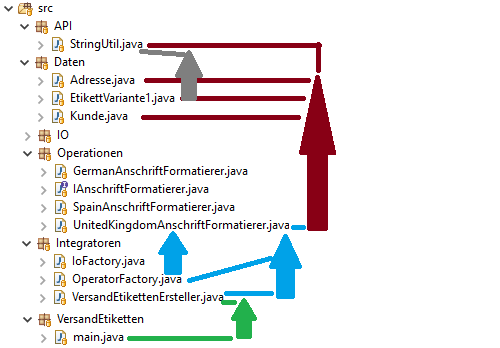 src
API
StringUtil.java
Daten
Adresse.java
EtikettVariante1.java
Kunde.java
IO
Operationen
GermanAnschriftFormatierer.java
IAnschriftFormatierer.java
SpainAnschriftFormatierer.java
UnitedKingdomAnschriftFormatierer.java
Integratoren
IoFactory.java
OperatorFactory.java
VersandEtikettenErsteller.java
VersandEtiketten
main.java